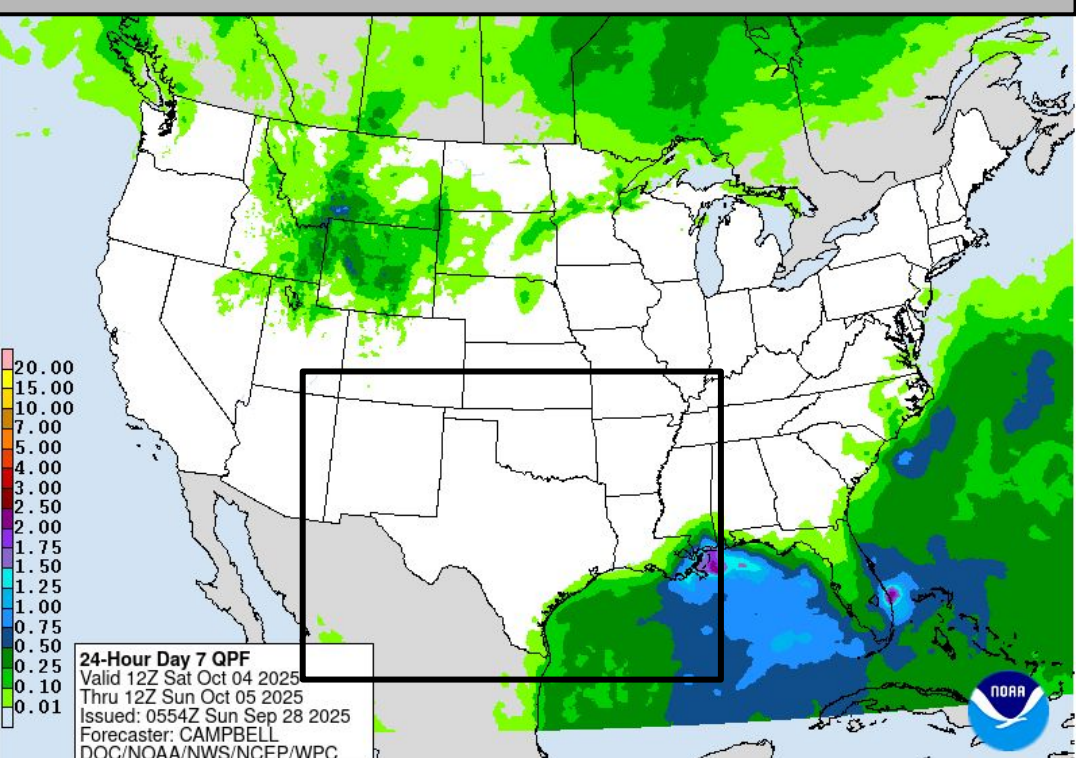 20.00
15.00
10.00
7.00
5.00
4.00
3.00
2.50
2.00
1.75
1.50
1.25
1.00
0.75
0.50
0.25
0.10
0.01
24-Hour Day 7 QPF
Valid 12Z Sat Oct 04 2025
Thru 12Z Sun Oct 05 2025
Issued: 0554Z Sun Sep 28 2025
Forecaster: CAMPBELL
DOC/NOAA/NWS/NCEP/WPC
NOAA